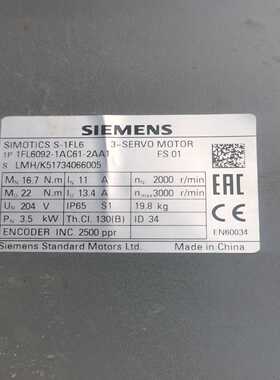 SIEMENS
SIMOTICS S-1FL6 3~SERVO MOTOR
1P 1FL6092-1AC61-2AA1 FS 01
S LMH/K51734066005
M₀ 16.7 N.m I₀ 11 A nₙ 2000 r/min
M₀ 22 N.m I₀ 13.4 A nmax 3000 r/min
Uₙ 204 V IP65 S1 19.8 kg
Pₙ 3.5 kW Th.Cl. 130(B) ID 34
ENCODER INC 2500 ppr
EAC
CE
EN60034
Siemens Standard Motors Ltd. Made in China